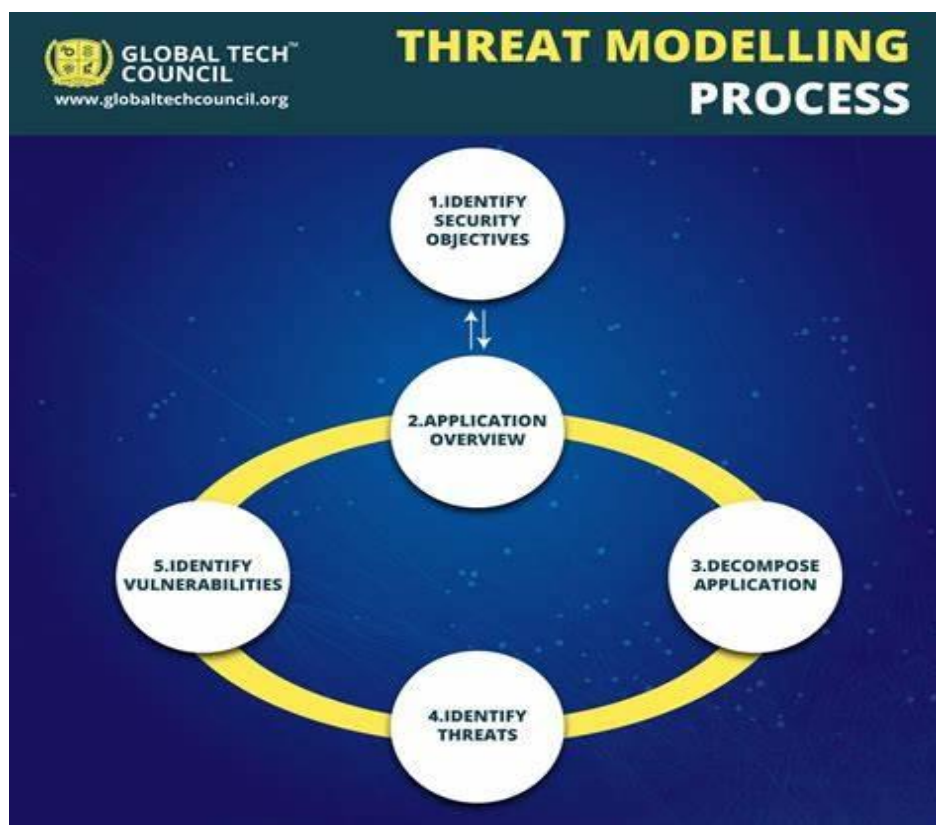 GLOBAL TECH™
COUNCIL
www.globaltechcouncil.org
THREAT MODELLING
PROCESS
1.IDENTIFY
SECURITY
OBJECTIVES
2.APPLICATION
OVERVIEW
5.IDENTIFY
VULNERABILITIES
3.DECOMPOSE
APPLICATION
4.IDENTIFY
THREATS